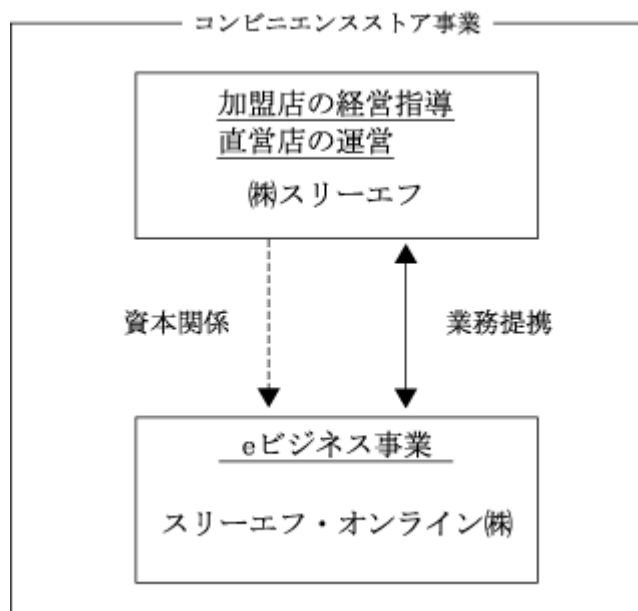 コンビニエンスストア事業
加盟店の経営指導
直営店の運営
㈱スリーエフ
資本関係
業務提携
eビジネス事業
スリーエフ・オンライン㈱